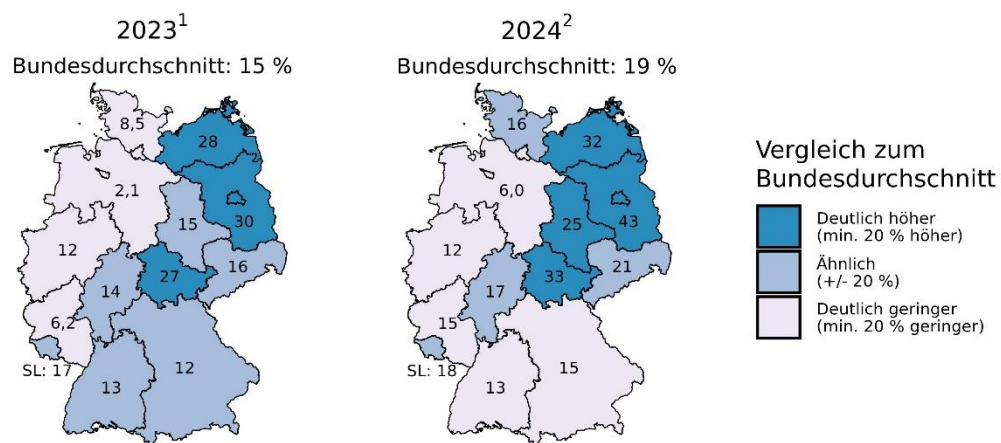 2023¹
Bundesdurchschnitt: 15 %
8,5
28
2,1
15
30
12
27
16
14
6,2
SL: 17
12
13
2024²
Bundesdurchschnitt: 19 %
16
32
6,0
25
43
12
33
21
17
15
SL: 18
15
13
Vergleich zum
Bundesdurchschnitt
Deutlich höher
(min. 20 % höher)
Ähnlich
(+/- 20 %)
Deutlich geringer
(min. 20 % geringer)